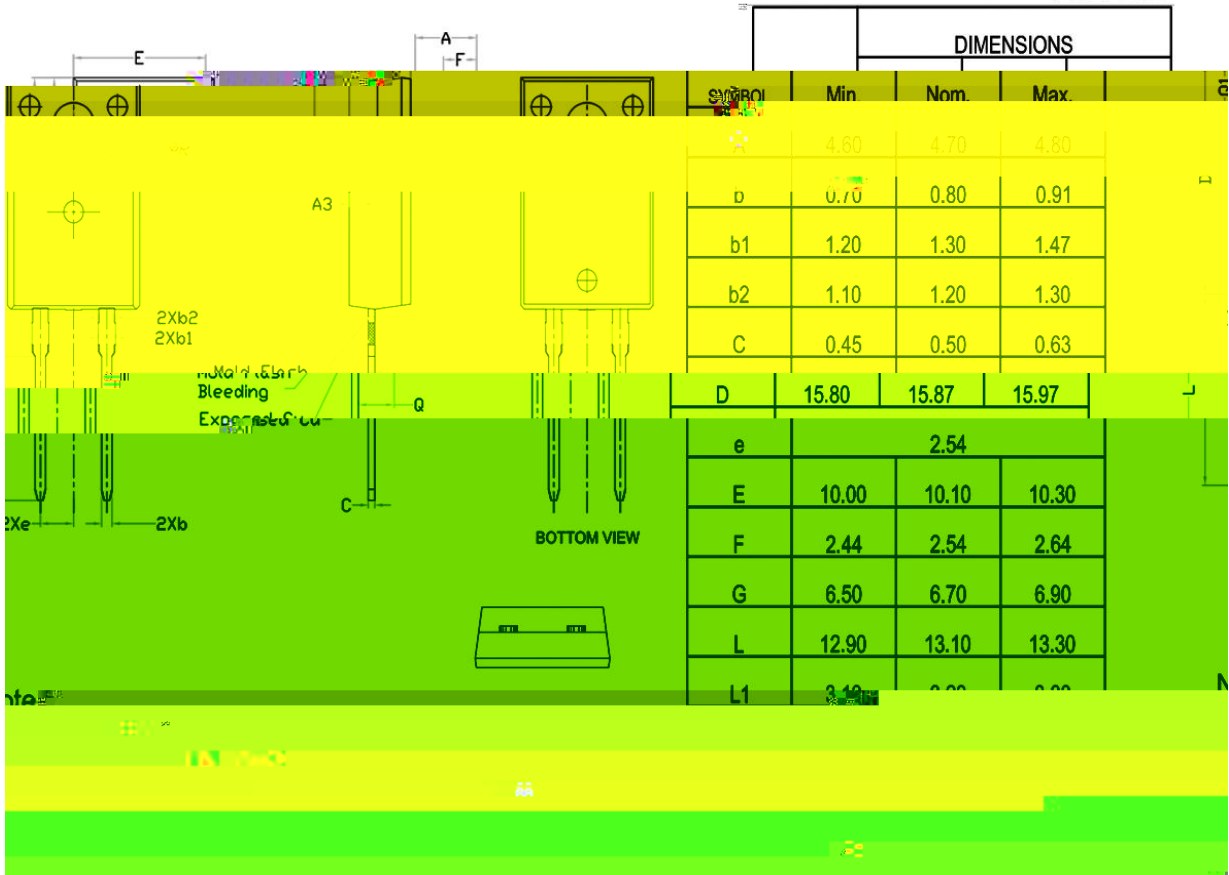 DIMENSIONS
E
A
F
Min. Nom. Max.
A 4.60 4.70 4.80
A3
b 0.70 0.80 0.91
b1 1.20 1.30 1.47
b2 1.10 1.20 1.30
2Xb2
2Xb1
C 0.45 0.50 0.63
Bleeding
D 15.80 15.87 15.97
L
Q
e 2.54
E 10.00 10.10 10.30
C
2Xe
2Xb
BOTTOM VIEW
F 2.44 2.54 2.64
G 6.50 6.70 6.90
L 12.90 13.10 13.30
L1